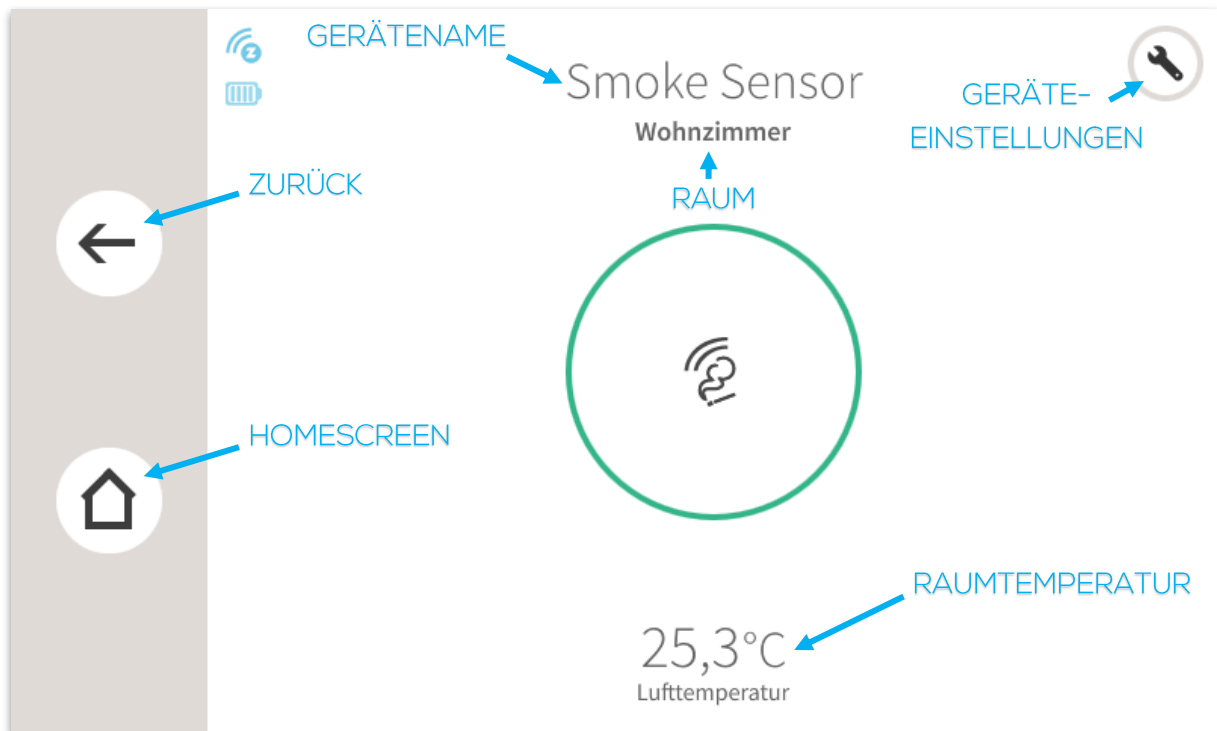 GERÄTENAME
Smoke Sensor
Wohnzimmer
GERÄTE-
EINSTELLUNGEN
ZURÜCK
RAUM
HOMESCREEN
RAUMTEMPERATUR
25,3°C
Lufttemperatur